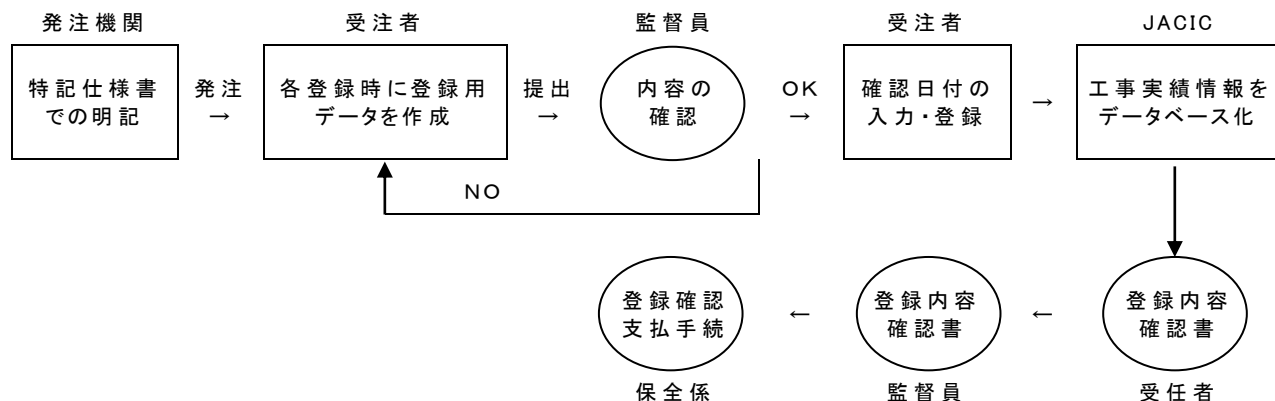 発注機関
受注者
監督員
受注者
JACIC
特記仕様書
での明記
発注
→
各登録時に登録用
データを作成
提出
→
内容の
確認
OK
→
確認日付の
入力・登録
→
工事実績情報を
データベース化
NO
登録確認
支払手続
←
登録内容
確認書
←
登録内容
確認書
保全係
監督員
受任者